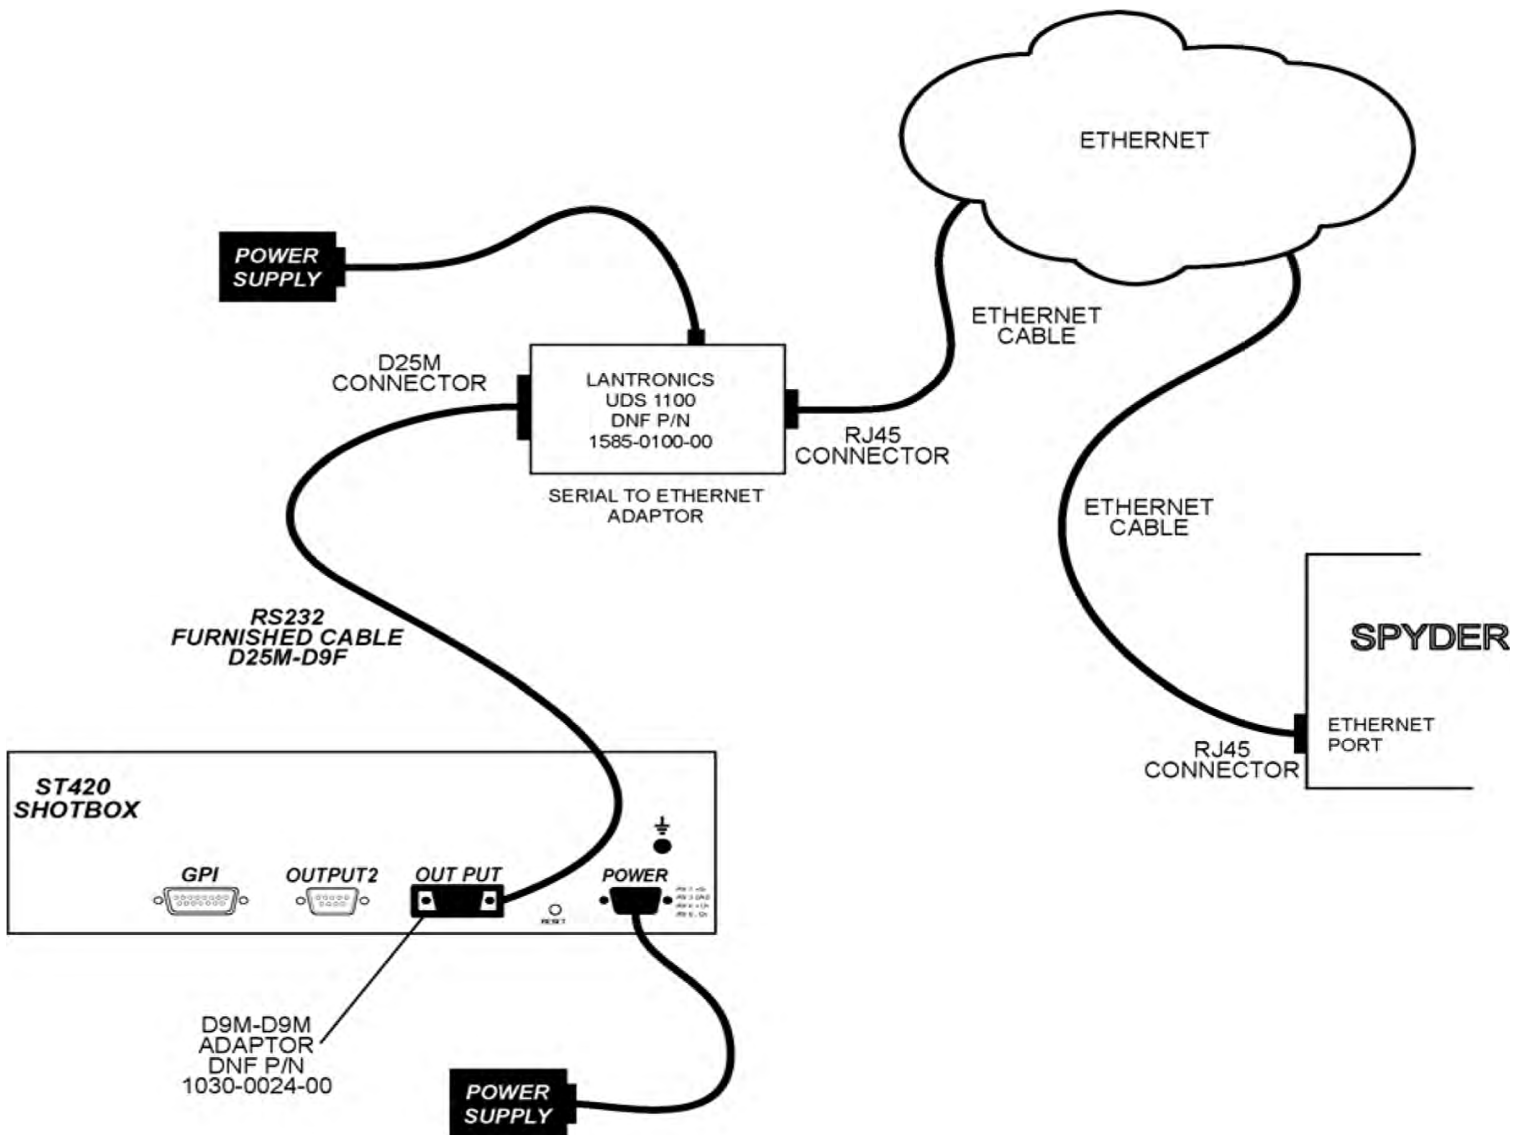 ETHERNET
POWER
SUPPLY
ETHERNET
CABLE
D25M
CONNECTOR
LANTRONICS
UDS 1100
DNF P/N
1585-0100-00
RJ45
CONNECTOR
SERIAL TO ETHERNET
ADAPTOR
ETHERNET
CABLE
RS232
FURNISHED CABLE
D25M-D9F
SPYDER
ETHERNET
PORT
RJ45
CONNECTOR
ST420
SHOTBOX
GPI
OUTPUT2
OUT PUT
POWER
RESET
D9M-D9M
ADAPTOR
DNF P/N
1030-0024-00
POWER
SUPPLY